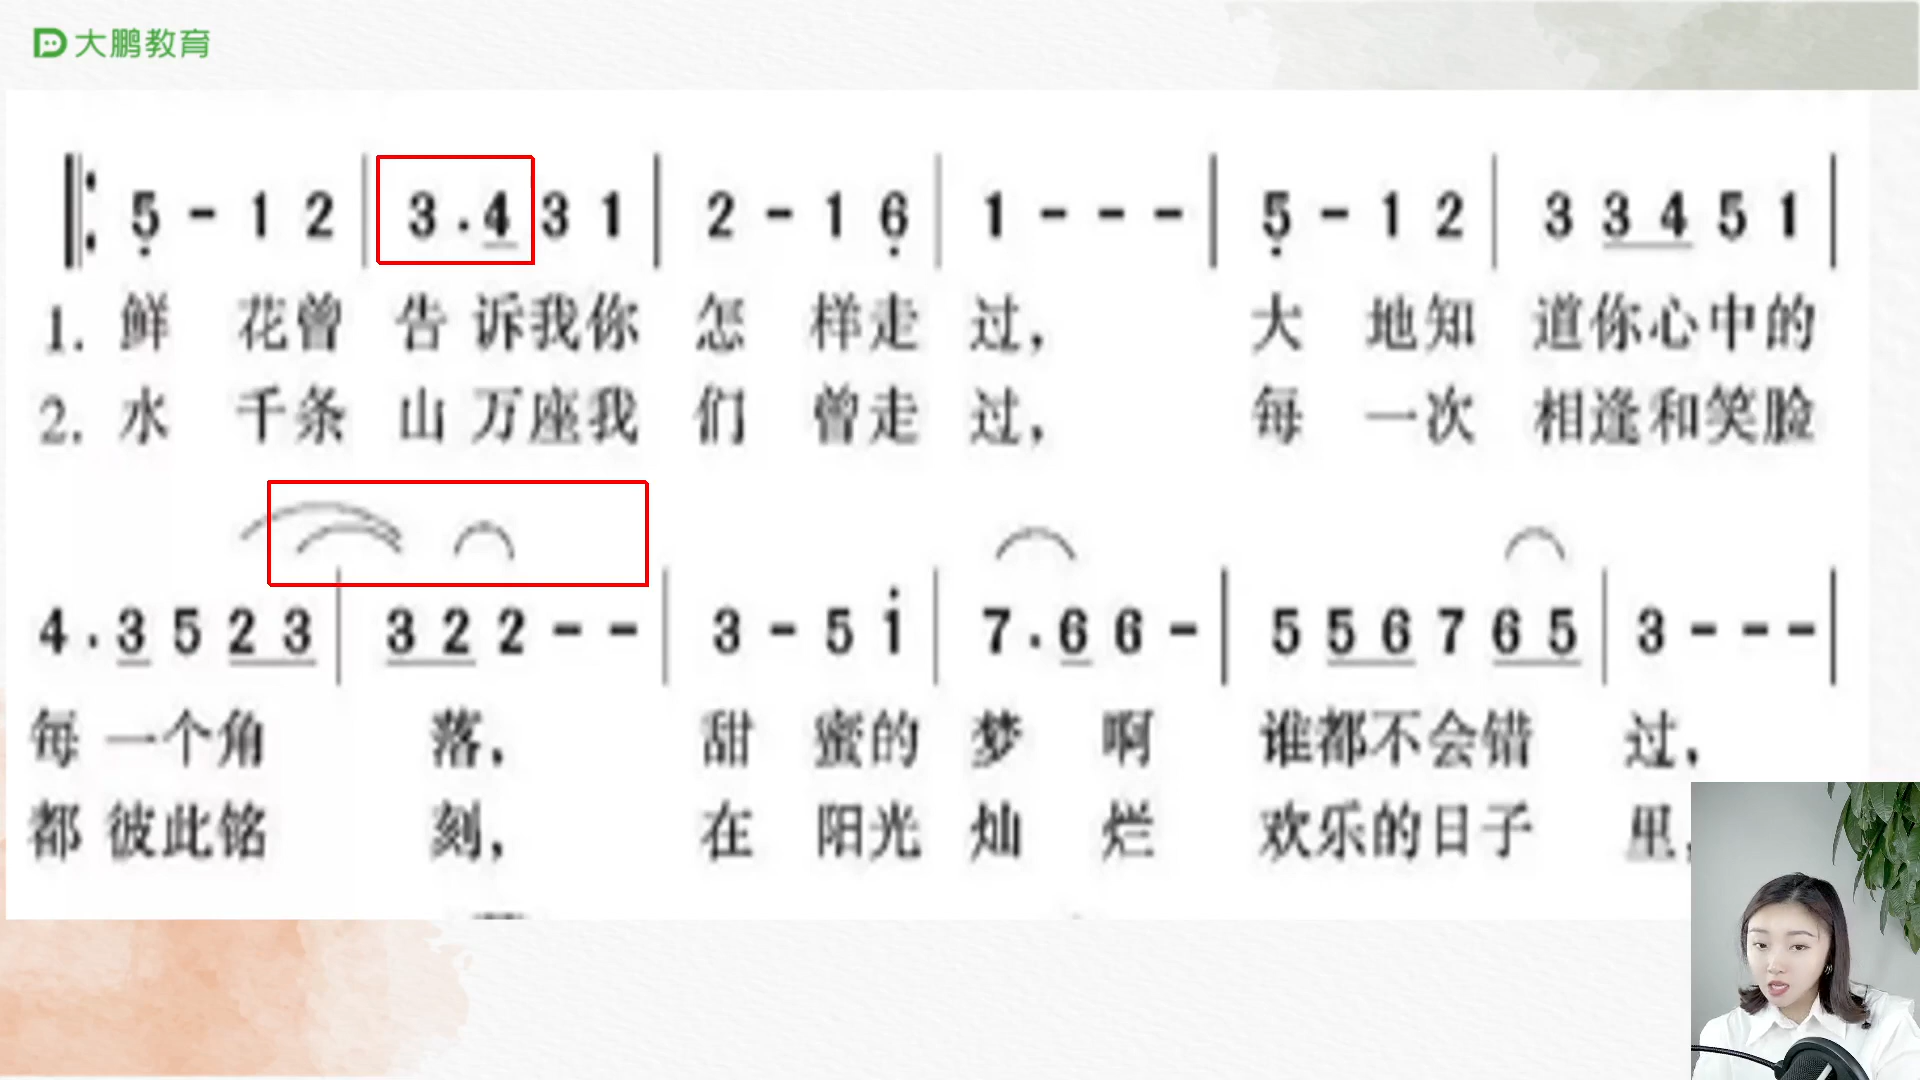 大鹏教育
5 - 1 2 | 3 . 4 3 1 | 2 - 1 6 | 1 - - - | 5 - 1 2 | 3 3 4 5 1 |
1. 鲜 花曾 告 诉我你 怎 样走 过， 大 地知 道你心中的
2. 水 千条 山 万座我 们 曾走 过， 每 一次 相逢和笑脸
4 . 3 5 2 3 | 3 2 2 - - | 3 - 5 1 | 7 . 6 6 - | 5 5 6 7 6 5 | 3 - - - |
每 一个角 落， 甜 蜜的 梦 啊 谁都不会错 过，
都 彼此铭 刻， 在 阳光 灿 烂 欢乐的日子 里，